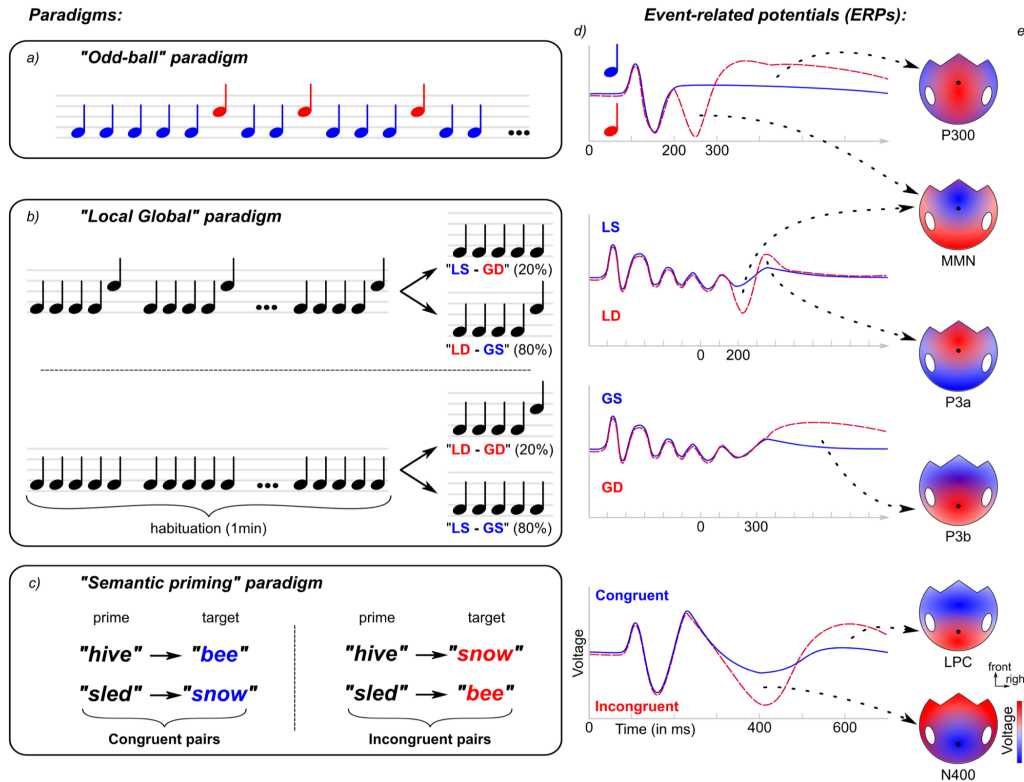 Paradigms:
Event-related potentials (ERPs):
a) "Odd-ball" paradigm
b) "Local Global" paradigm
"LS - GD" (20%)
"LD - GS" (80%)
"LD - GD" (20%)
"LS - GS" (80%)
habituation (1min)
c) "Semantic priming" paradigm
prime target prime target
"hive" "bee" "hive" "snow"
"sled" "snow" "sled" "bee"
Congruent pairs Incongruent pairs
d)
0 200 300
LS
LD
0 200
GS
GD
0 300
Congruent
Voltage
Incongruent
0 Time (in ms) 400 600
e
P300
MMN
P3a
P3b
LPC
front
righ
Voltage
N400